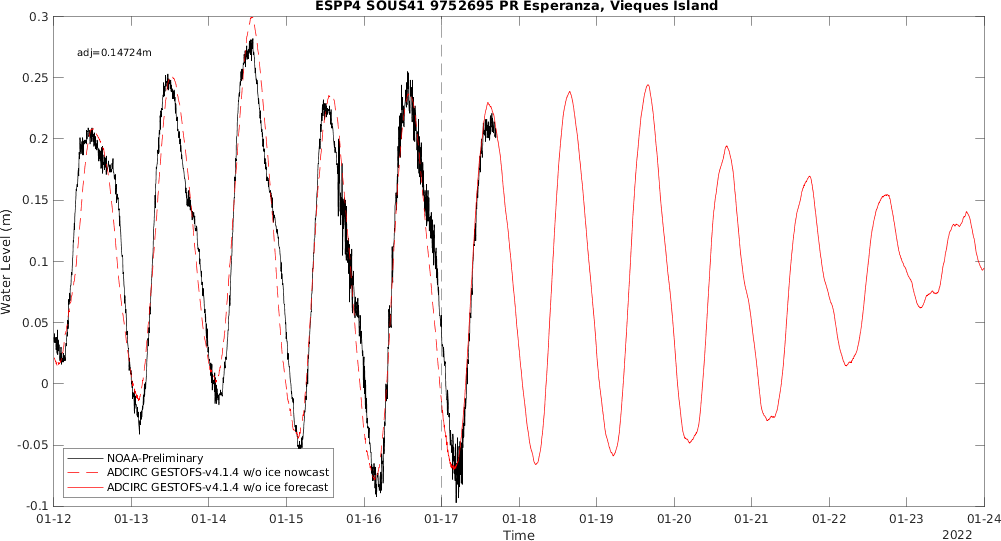 ESPP4 SOUS41 9752695 PR Esperanza, Vieques Island
0.3
0.25
0.2
0.15
0.1
0.05
0
-0.05
-0.1
Water Level (m)
adj=0.14724m
NOAA-Preliminary
ADCIRC GESTOFS-v4.1.4 w/o ice nowcast
ADCIRC GESTOFS-v4.1.4 w/o ice forecast
01-12 01-13 01-14 01-15 01-16 01-17 01-18 01-19 01-20 01-21 01-22 01-23 01-24
Time
2022